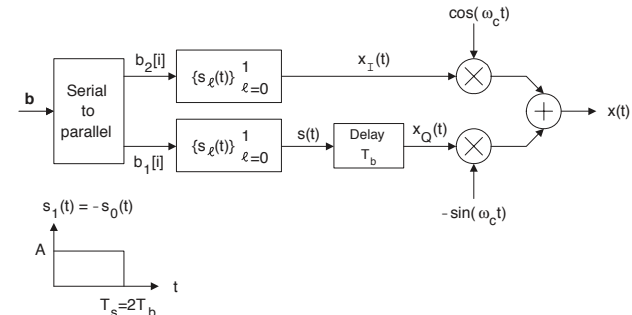 cos(ω_c t)
b_2[i]
x_I(t)
{s_ℓ(t)} 1 ℓ=0
Serial to parallel
b
x(t)
{s_ℓ(t)} 1 ℓ=0
s(t)
Delay T_b
x_Q(t)
b_1[i]
-sin(ω_c t)
s_1(t) = -s_0(t)
A
t
T_s=2T_b